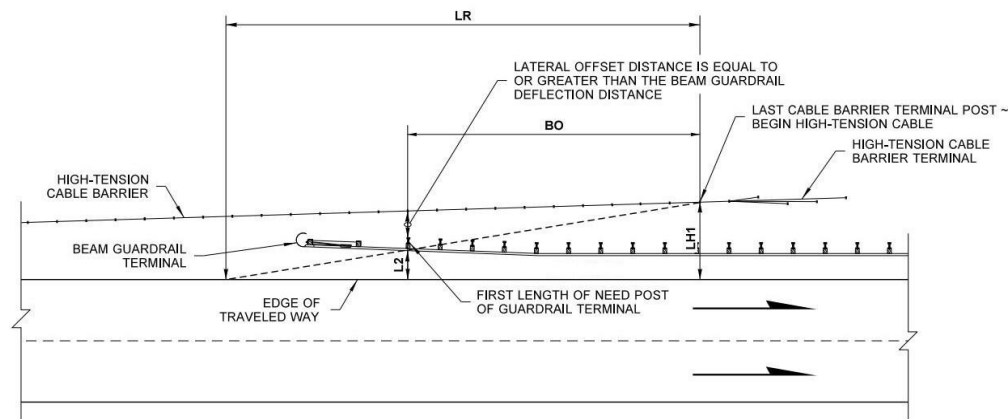 LR
LATERAL OFFSET DISTANCE IS EQUAL TO
OR GREATER THAN THE BEAM GUARDRAIL
DEFLECTION DISTANCE
LAST CABLE BARRIER TERMINAL POST ~
BEGIN HIGH-TENSION CABLE
BO
HIGH-TENSION CABLE
BARRIER TERMINAL
HIGH-TENSION
CABLE BARRIER
BEAM GUARDRAIL
TERMINAL
L2
LH1
EDGE OF
TRAVELED WAY
FIRST LENGTH OF NEED POST
OF GUARDRAIL TERMINAL